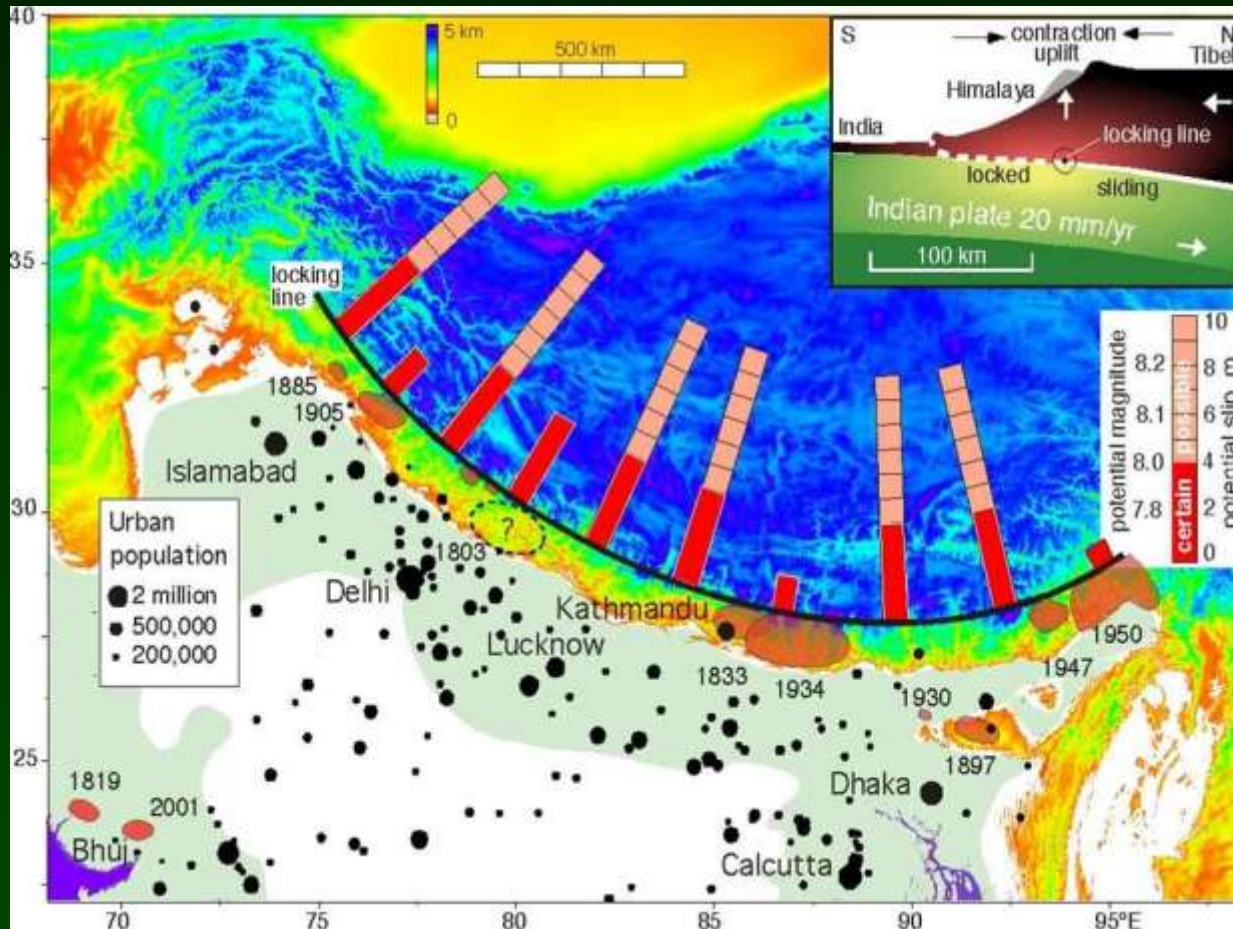 40
35
30
25
5 km
0
500 km
S
contraction
N
uplift
Tibet
Himalaya
India
locking line
locked
sliding
Indian plate 20 mm/yr
100 km
locking
line
potential magnitude
8.2
8.1
8.0
7.8
possible
certain
10
8
6
4
2
0
potential slip, m
1885
1905
Islamabad
Urban
population
2 million
500,000
200,000
?
1803
Delhi
Kathmandu
Lucknow
1833
1934
1930
1947
1950
1897
Dhaka
1819
2001
Bhuj
Calcutta
70
75
80
85
90
95°E